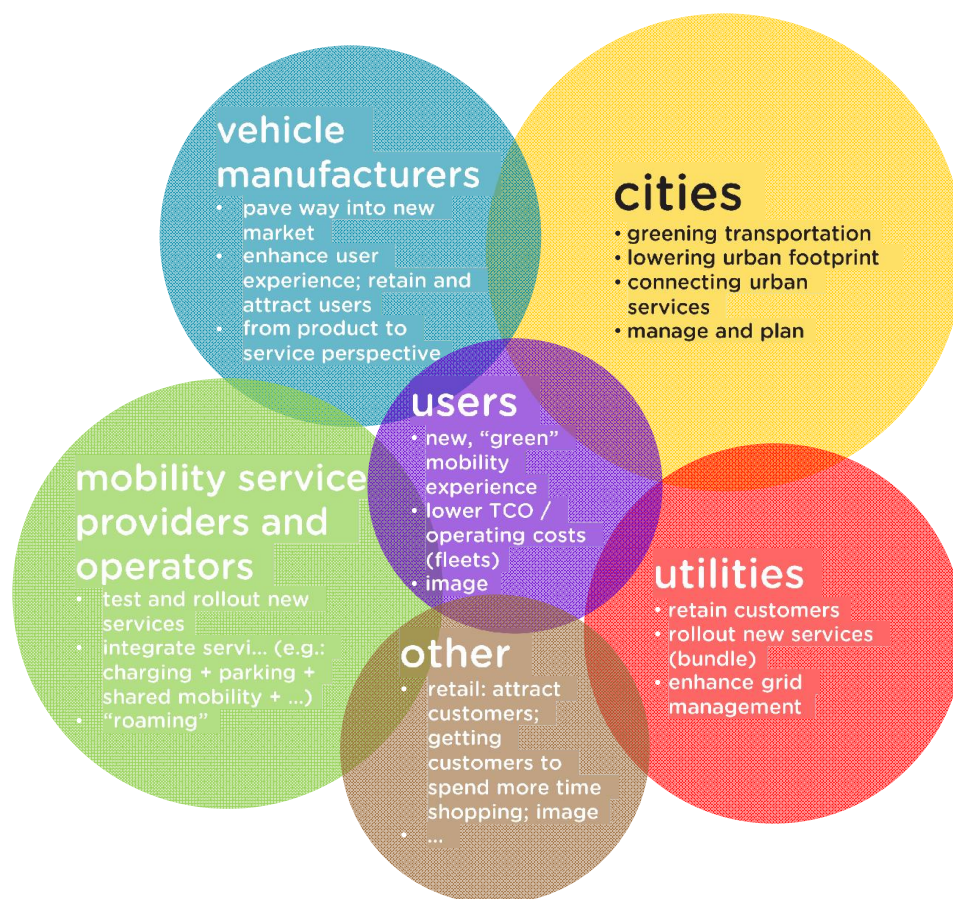 vehicle
manufacturers
• pave way into new
market
• enhance user
experience; retain and
attract users
• from product to
service perspective
cities
• greening transportation
• lowering urban footprint
• connecting urban
services
• manage and plan
users
• new, “green”
mobility
experience
• lower TCO /
operating costs
(fleets)
• image
mobility service
providers and
operators
• test and rollout new
services
• integrate servi... (e.g.:
charging + parking +
shared mobility + ...)
• “roaming”
utilities
• retain customers
• rollout new services
(bundle)
• enhance grid
management
other
• retail: attract
customers;
getting
customers to
spend more time
shopping; image
• ...